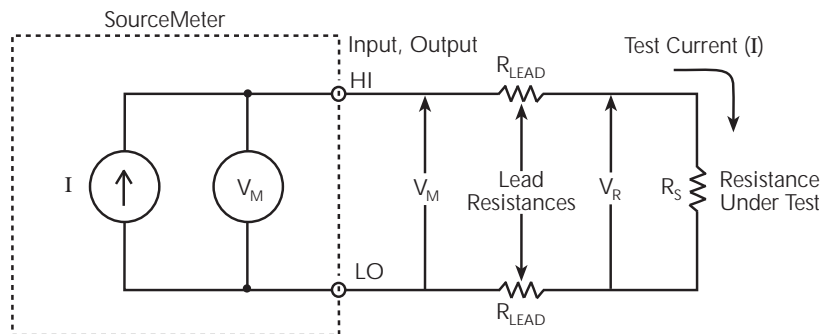 SourceMeter
Input, Output
Test Current (I)
R_LEAD
HI
I
V_M
V_M
Lead
Resistances
V_R
R_S
Resistance
Under Test
LO
R_LEAD